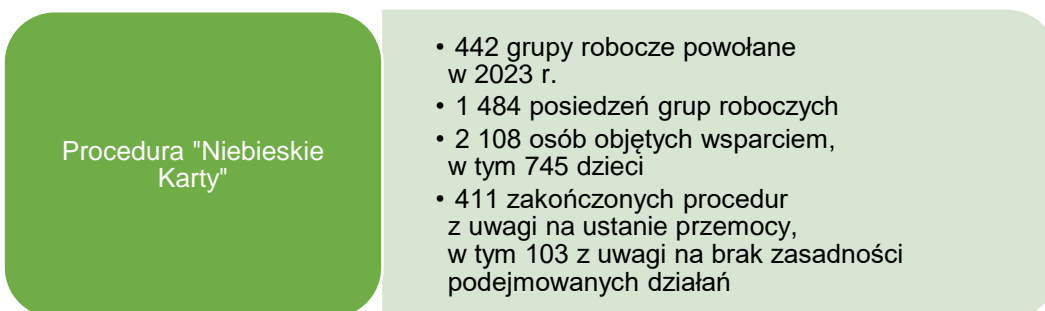 Procedura "Niebieskie
Karty"
• 442 grupy robocze powołane
w 2023 r.
• 1 484 posiedzeń grup roboczych
• 2 108 osób objętych wsparciem,
w tym 745 dzieci
• 411 zakończonych procedur
z uwagi na ustanie przemocy,
w tym 103 z uwagi na brak zasadności
podejmowanych działań